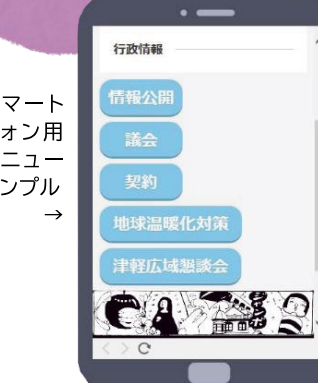 マート
ォン用
ニュー
ンプル
→
行政情報
情報公開
議会
契約
地球温暖化対策
津軽広域懇談会